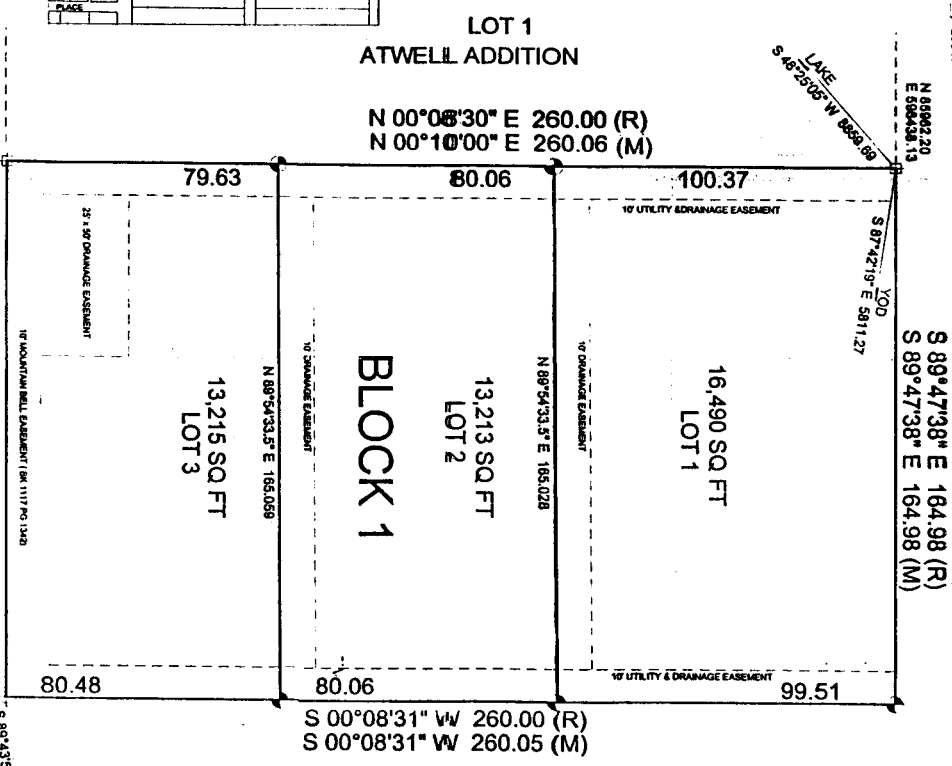 PLACE
LOT 1
ATWELL ADDITION
N 00°08'30" E 260.00 (R)
N 00°10'00" E 260.06 (M)
LAKE
S 48°25'05" W 8859.69
N 85962.20
E 596438.13
79.63
80.06
100.37
10' UTILITY & DRAINAGE EASEMENT
25' x 50' DRAINAGE EASEMENT
YOD
S 87°42'19" E 5811.27
S 89°47'38" E 164.98 (R)
S 89°47'38" E 164.98 (M)
10' MOUNTAIN BELL EASEMENT ( BK 1117 PG 1342)
13,215 SQ FT
LOT 3
N 89°54'33.5" E 165.059
10' DRAINAGE EASEMENT
BLOCK 1
13,213 SQ FT
LOT 2
N 89°54'33.5" E 165.028
10' DRAINAGE EASEMENT
16,490 SQ FT
LOT 1
10' UTILITY & DRAINAGE EASEMENT
80.48
80.06
99.51
S 00°08'31" W 260.00 (R)
S 00°08'31" W 260.05 (M)